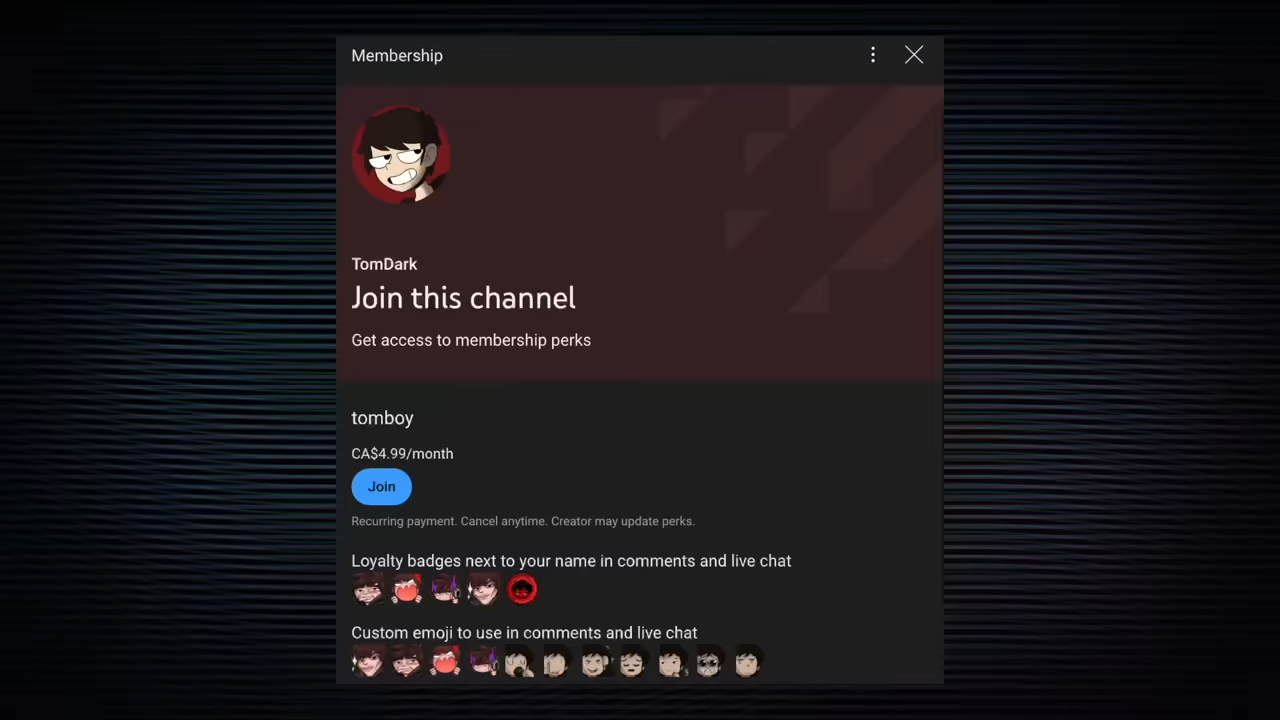 Membership
TomDark
Join this channel
Get access to membership perks
tomboy
CA$4.99/month
Join
Recurring payment. Cancel anytime. Creator may update perks.
Loyalty badges next to your name in comments and live chat
Custom emoji to use in comments and live chat